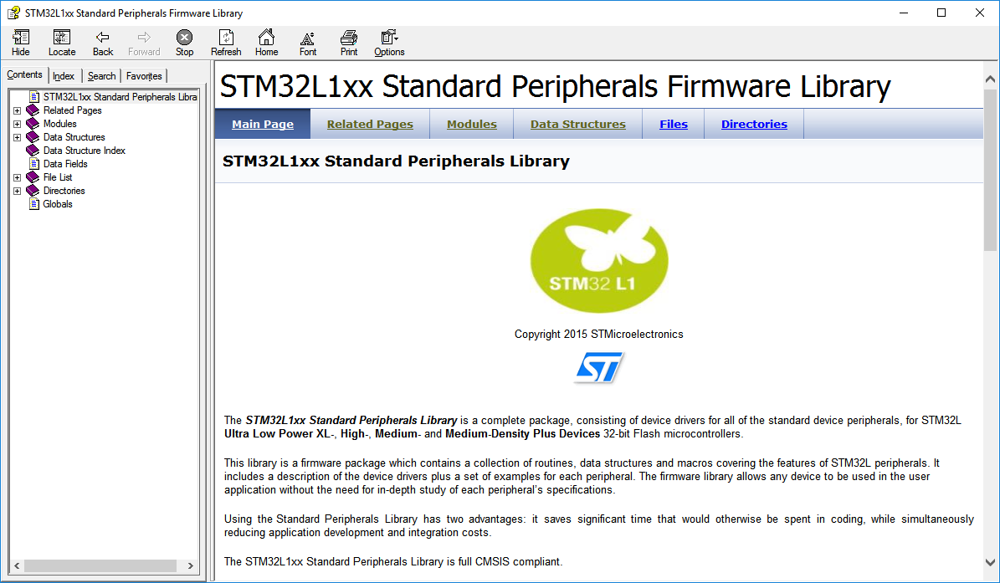 STM32L1xx Standard Peripherals Firmware Library
Hide Locate Back Forward Stop Refresh Home Font Print Options
Contents Index Search Favorites
STM32L1xx Standard Peripherals Libra
Related Pages
Modules
Data Structures
Data Structure Index
Data Fields
File List
Directories
Globals
STM32L1xx Standard Peripherals Firmware Library
Main Page Related Pages Modules Data Structures Files Directories
STM32L1xx Standard Peripherals Library
STM32 L1
Copyright 2015 STMicroelectronics
ST
The STM32L1xx Standard Peripherals Library is a complete package, consisting of device drivers for all of the standard device peripherals, for STM32L
Ultra Low Power XL-, High-, Medium- and Medium-Density Plus Devices 32-bit Flash microcontrollers.
This library is a firmware package which contains a collection of routines, data structures and macros covering the features of STM32L peripherals. It
includes a description of the device drivers plus a set of examples for each peripheral. The firmware library allows any device to be used in the user
application without the need for in-depth study of each peripheral's specifications.
Using the Standard Peripherals Library has two advantages: it saves significant time that would otherwise be spent in coding, while simultaneously
reducing application development and integration costs.
The STM32L1xx Standard Peripherals Library is full CMSIS compliant.